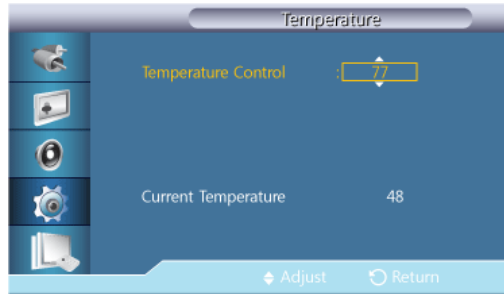 Temperature
Temperature Control : 77
Current Temperature 48
Adjust Return